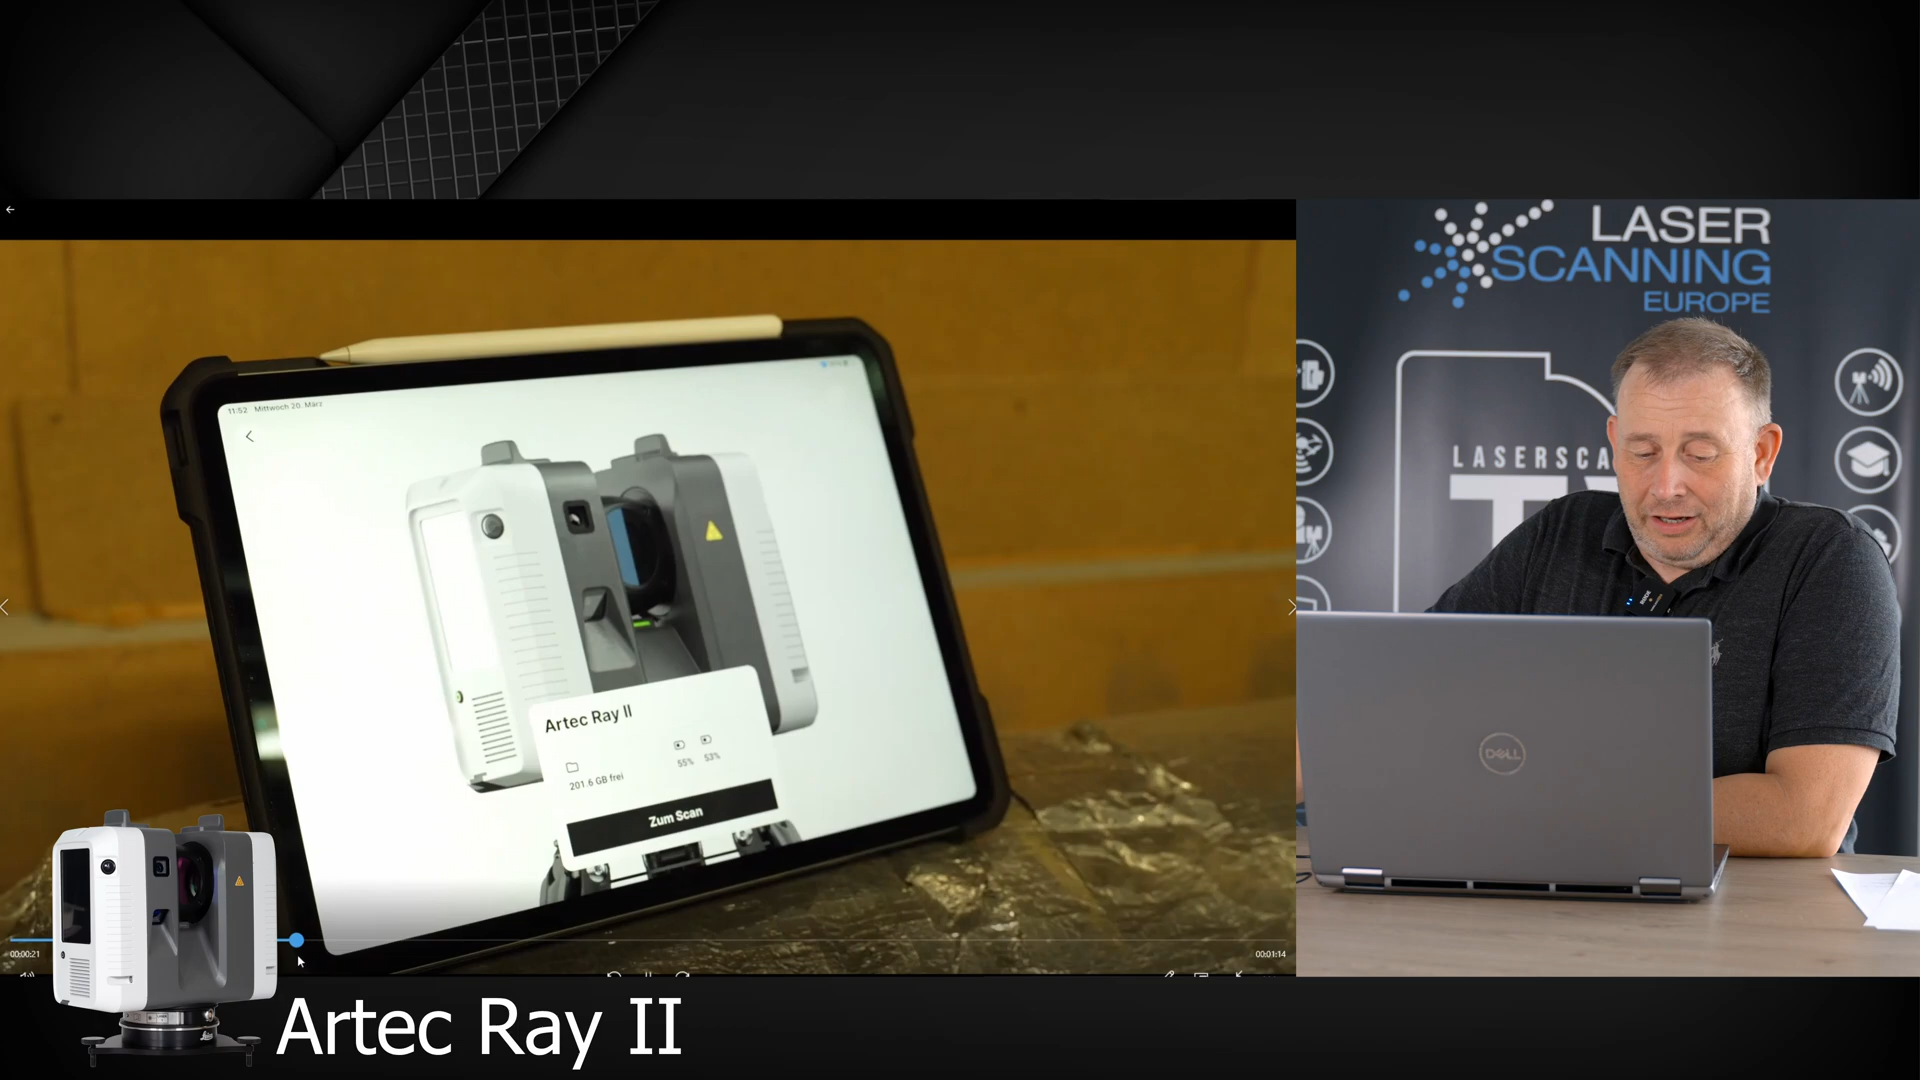 LASER
SCANNING
EUROPE
LASERSCA
11:52 Mittwoch 20. März
Artec Ray II
201.6 GB frei
55%
53%
Zum Scan
DELL
00:00:21
00:01:14
Artec Ray II